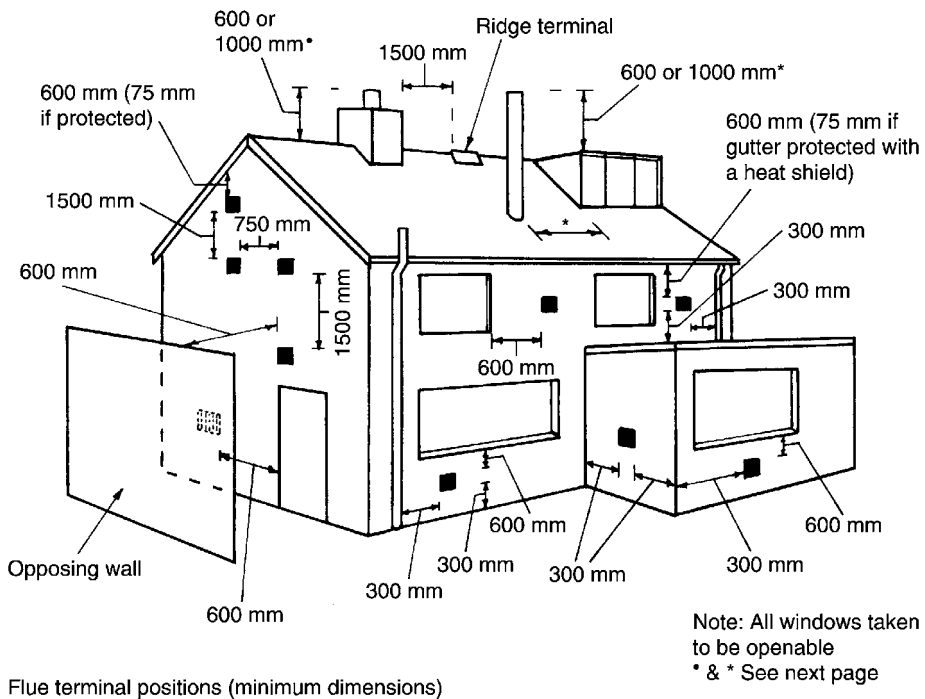 600 or
1000 mm•
Ridge terminal
1500 mm
600 or 1000 mm*
600 mm (75 mm
if protected)
600 mm (75 mm if
gutter protected with
a heat shield)
1500 mm
750 mm
*
300 mm
600 mm
300 mm
1500 mm
600 mm
600 mm
600 mm
Opposing wall
300 mm
300 mm
300 mm
300 mm
600 mm
Note: All windows taken
to be openable
• & * See next page
Flue terminal positions (minimum dimensions)